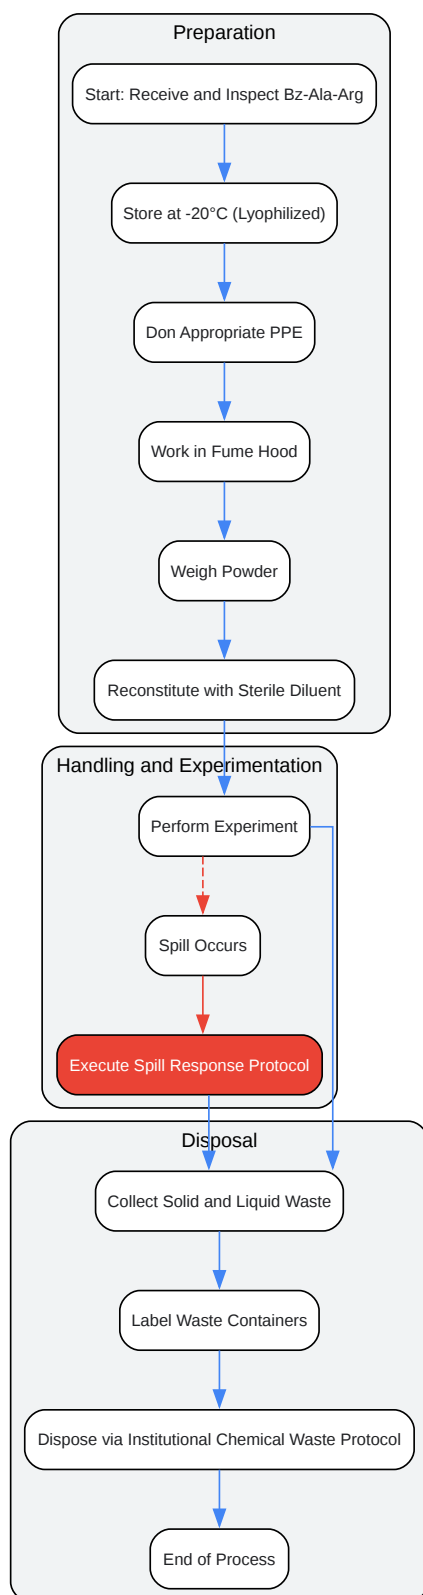 Preparation
Start: Receive and Inspect Bz-Ala-Arg
Store at -20°C (Lyophilized)
Don Appropriate PPE
Work in Fume Hood
Weigh Powder
Reconstitute with Sterile Diluent
Handling and Experimentation
Perform Experiment
Spill Occurs
Execute Spill Response Protocol
Disposal
Collect Solid and Liquid Waste
Label Waste Containers
Dispose via Institutional Chemical Waste Protocol
End of Process